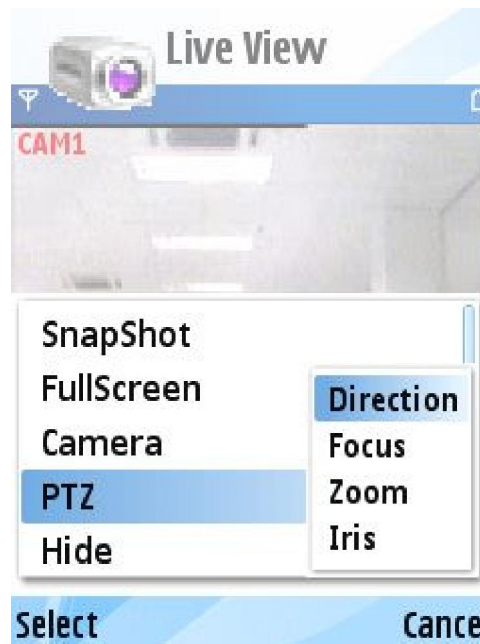 Live View
CAM1
SnapShot
FullScreen
Camera
PTZ
Hide
Direction
Focus
Zoom
Iris
Select Cance